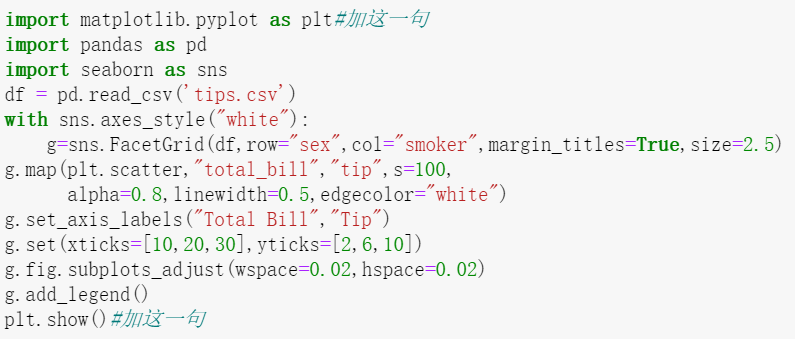 import matplotlib.pyplot as plt#加这一句
import pandas as pd
import seaborn as sns
df = pd.read_csv('tips.csv')
with sns.axes_style("white"):
    g=sns.FacetGrid(df,row="sex",col="smoker",margin_titles=True,size=2.5)
g.map(plt.scatter,"total_bill","tip",s=100,
      alpha=0.8,linewidth=0.5,edgecolor="white")
g.set_axis_labels("Total Bill","Tip")
g.set(xticks=[10,20,30],yticks=[2,6,10])
g.fig.subplots_adjust(wspace=0.02,hspace=0.02)
g.add_legend()
plt.show()#加这一句